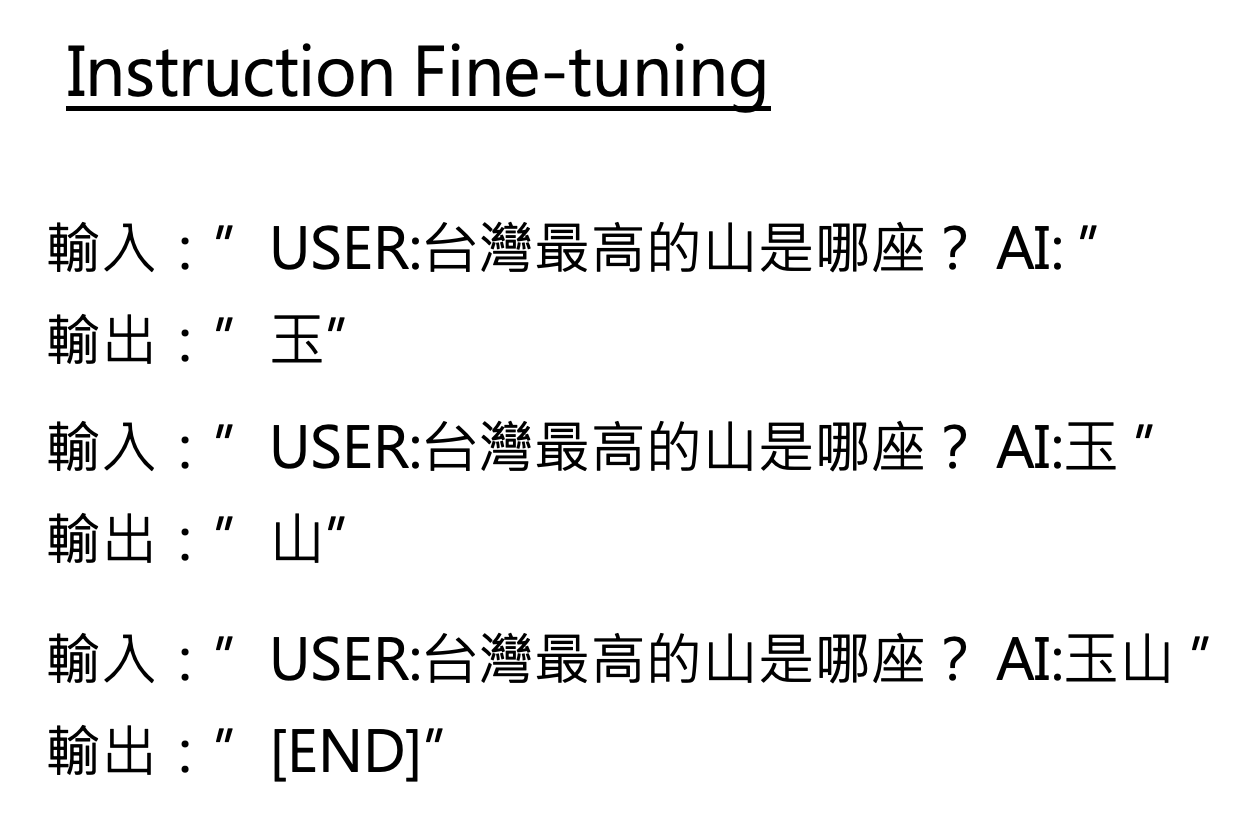 Instruction Fine-tuning
輸入：”USER:台灣最高的山是哪座？ AI: ”
輸出：”玉”
輸入：”USER:台灣最高的山是哪座？ AI:玉 ”
輸出：”山”
輸入：”USER:台灣最高的山是哪座？ AI:玉山 ”
輸出：”[END]”